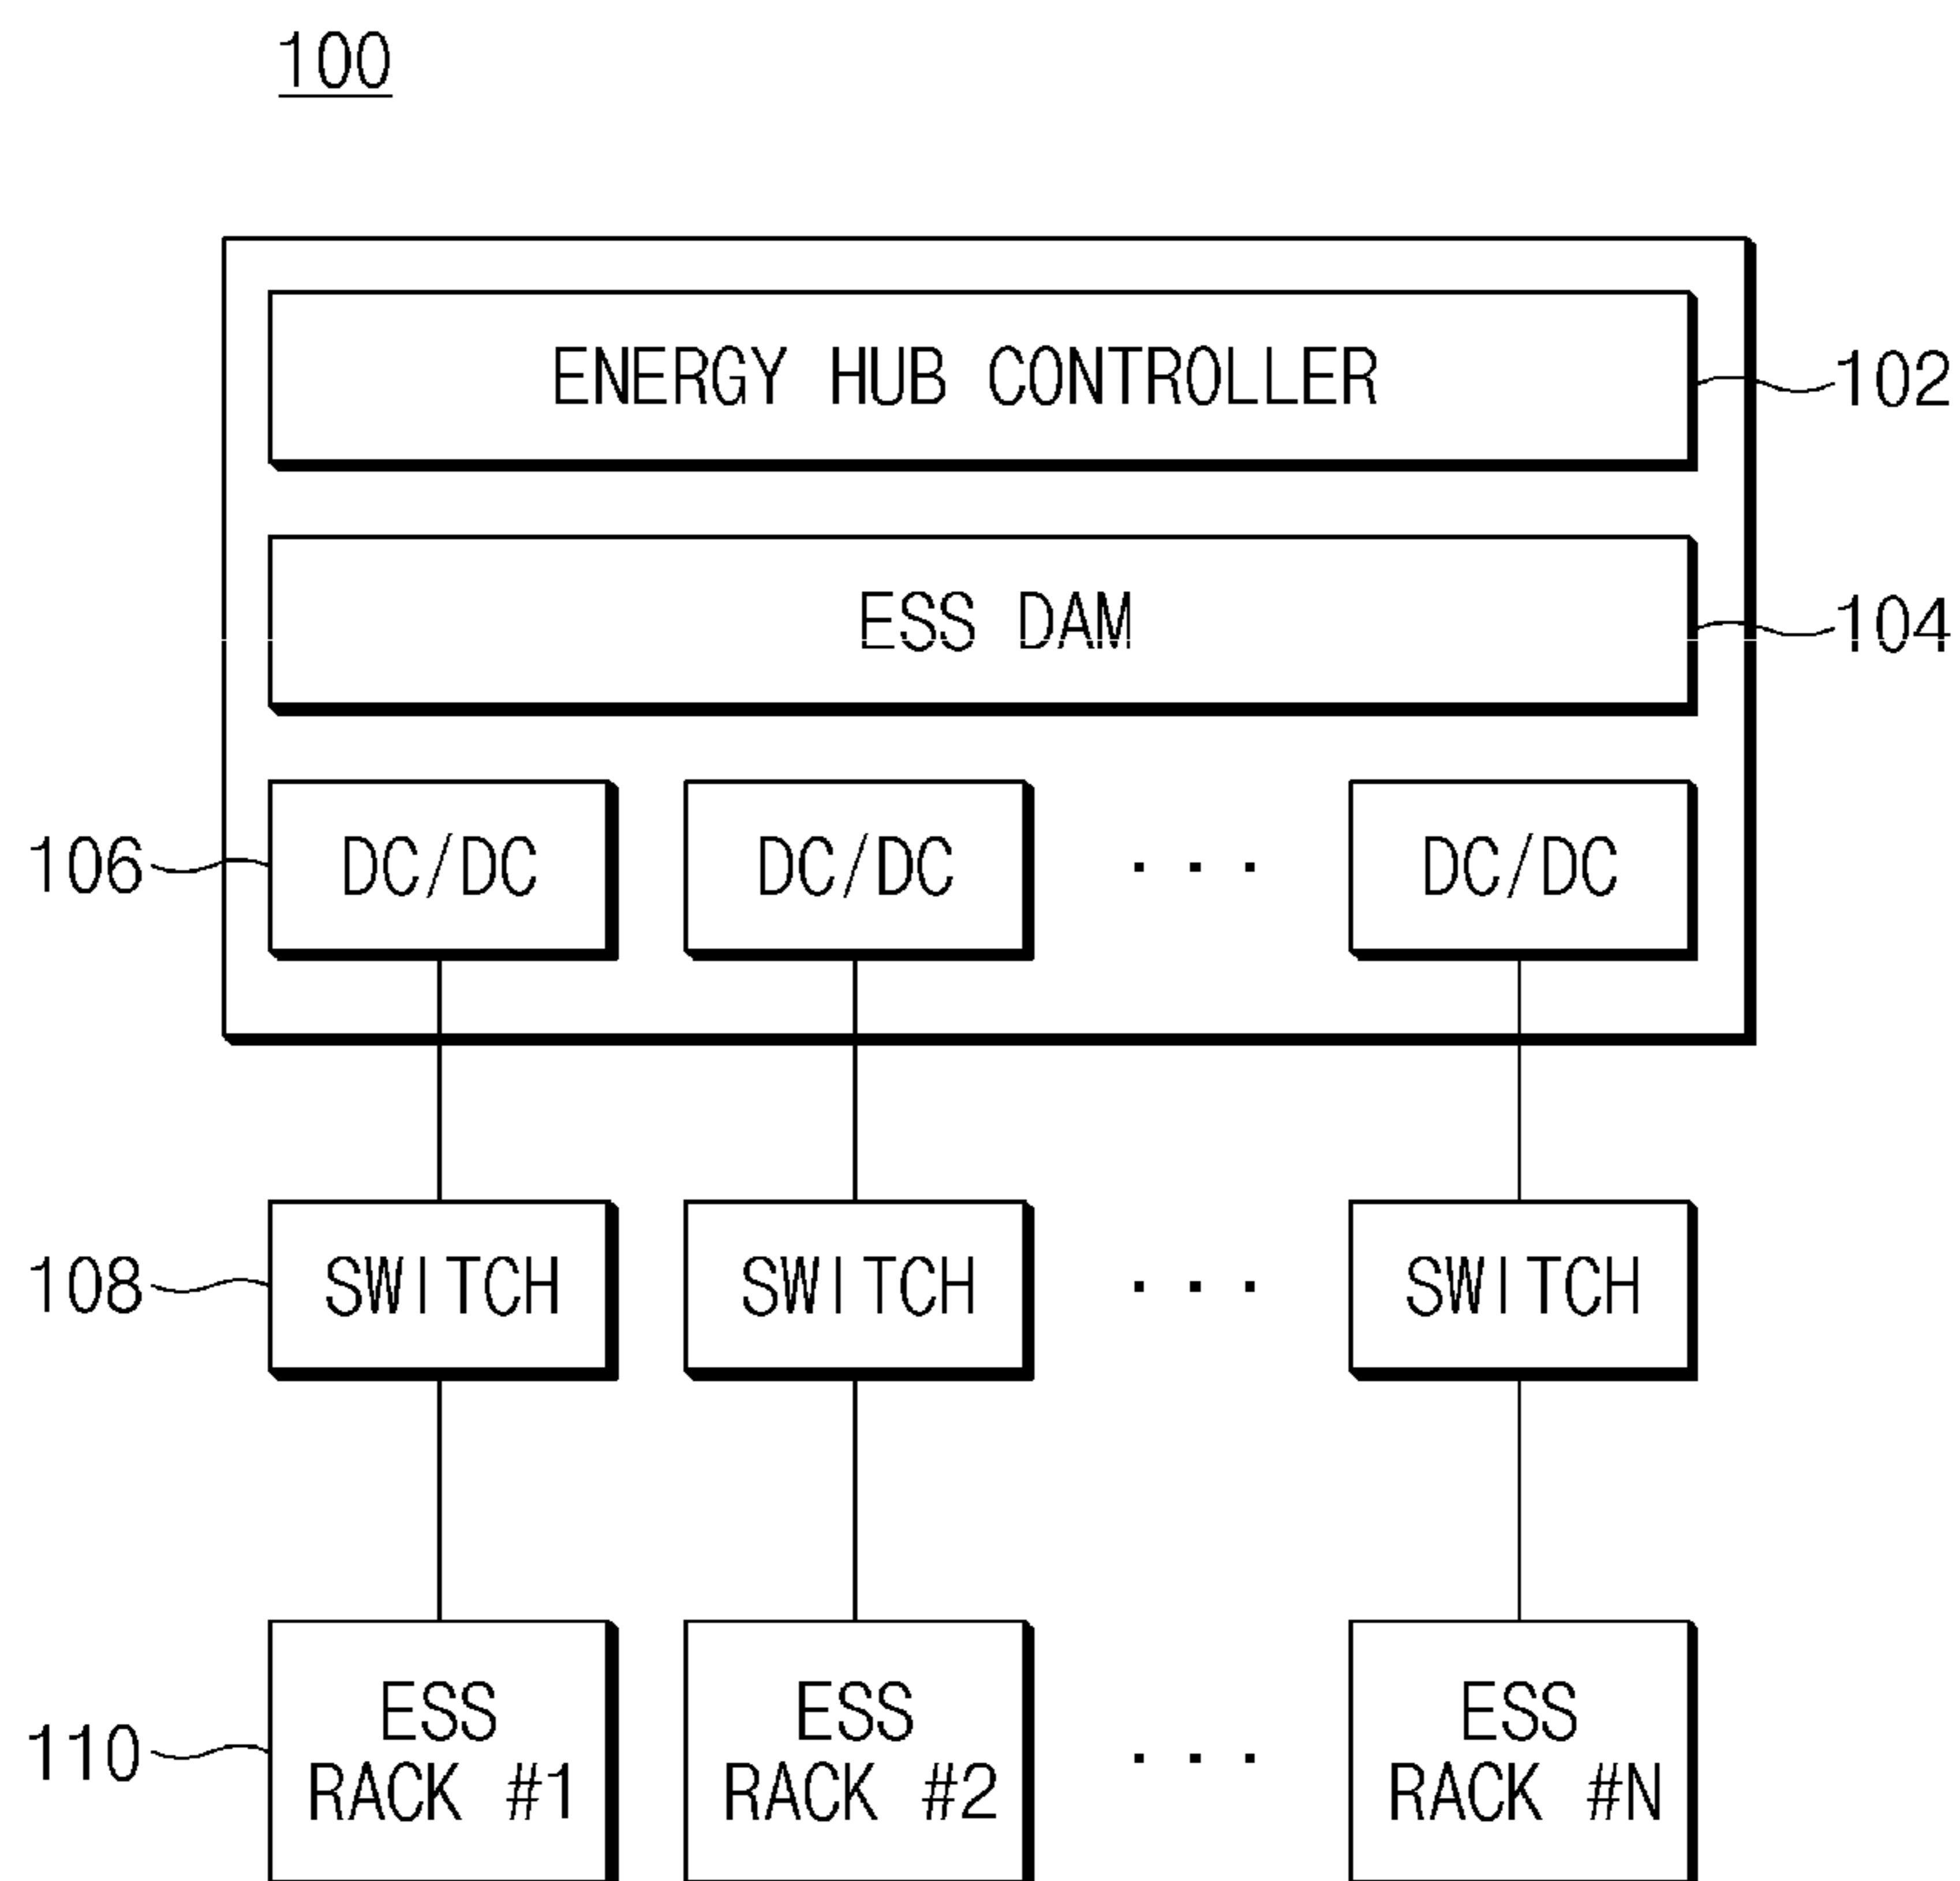 100
ENERGY HUB CONTROLLER
102
ESS DAM
104
106
DC/DC
DC/DC
...
DC/DC
108
SWITCH
SWITCH
...
SWITCH
110
ESS
RACK #1
ESS
RACK #2
...
ESS
RACK #N